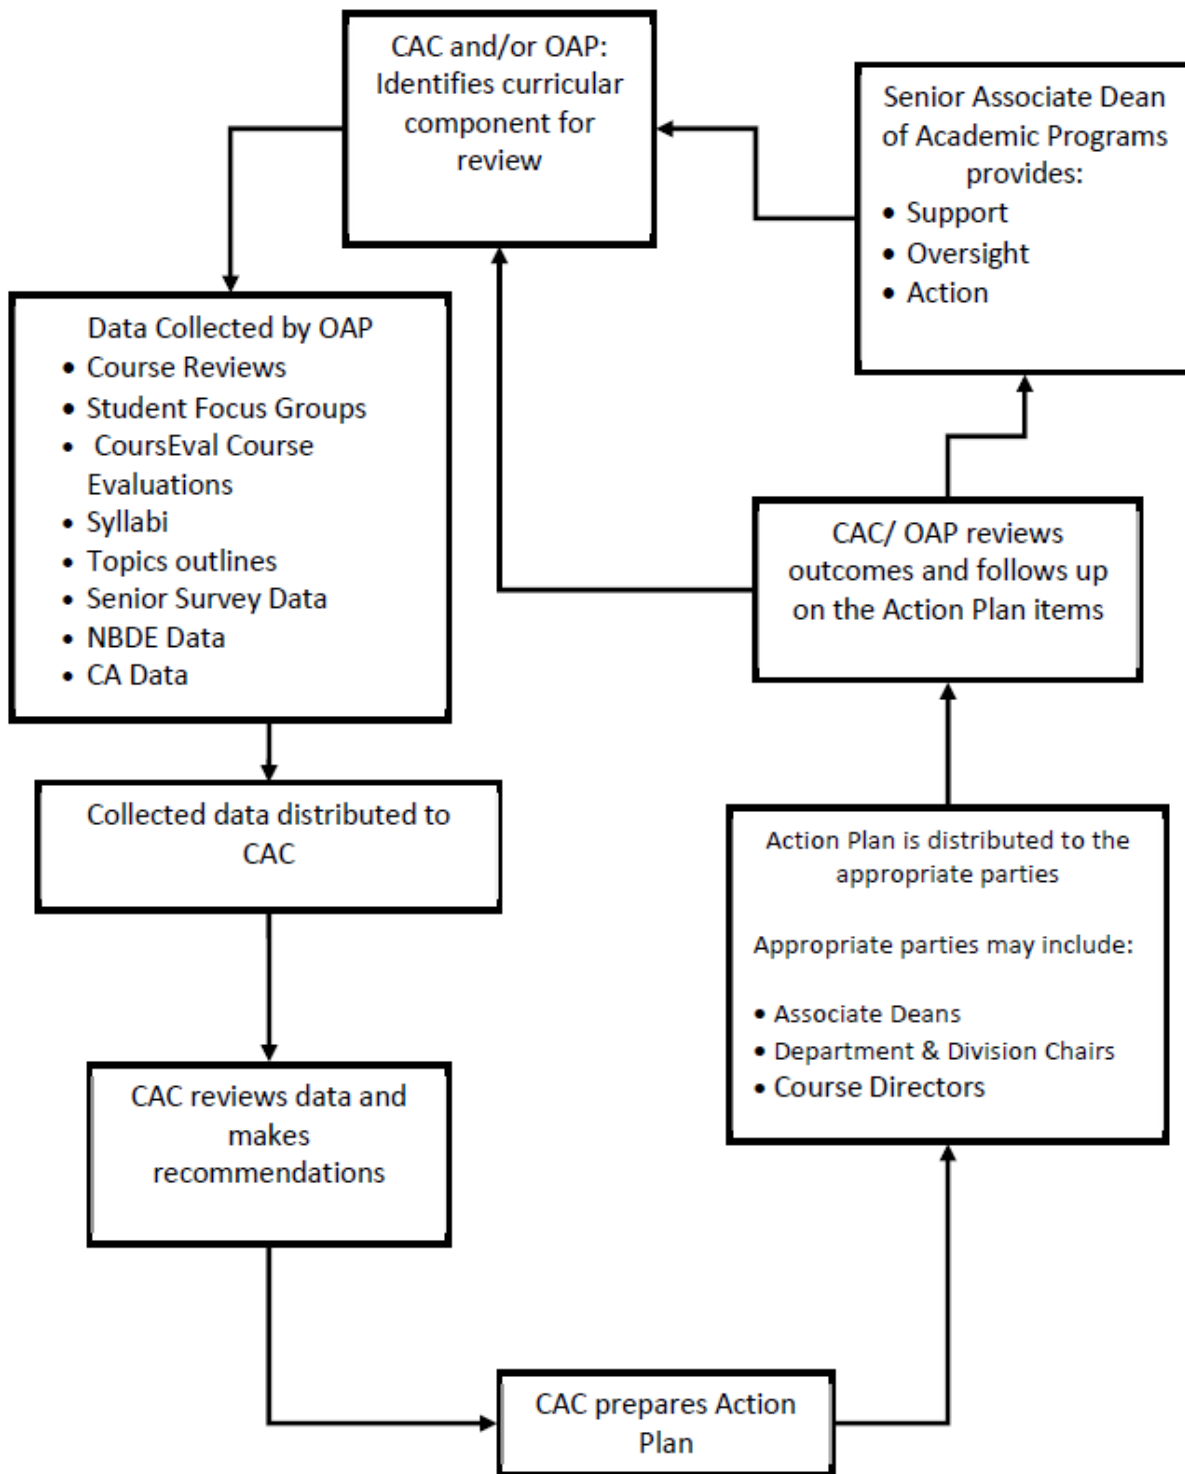 CAC and/or OAP:
Identifies curricular
component for
review
Senior Associate Dean
of Academic Programs
provides:
• Support
• Oversight
• Action
Data Collected by OAP
• Course Reviews
• Student Focus Groups
• CoursEval Course
Evaluations
• Syllabi
• Topics outlines
• Senior Survey Data
• NBDE Data
• CA Data
CAC/ OAP reviews
outcomes and follows up
on the Action Plan items
Collected data distributed to
CAC
Action Plan is distributed to the
appropriate parties
Appropriate parties may include:
• Associate Deans
• Department & Division Chairs
• Course Directors
CAC reviews data and
makes
recommendations
CAC prepares Action
Plan